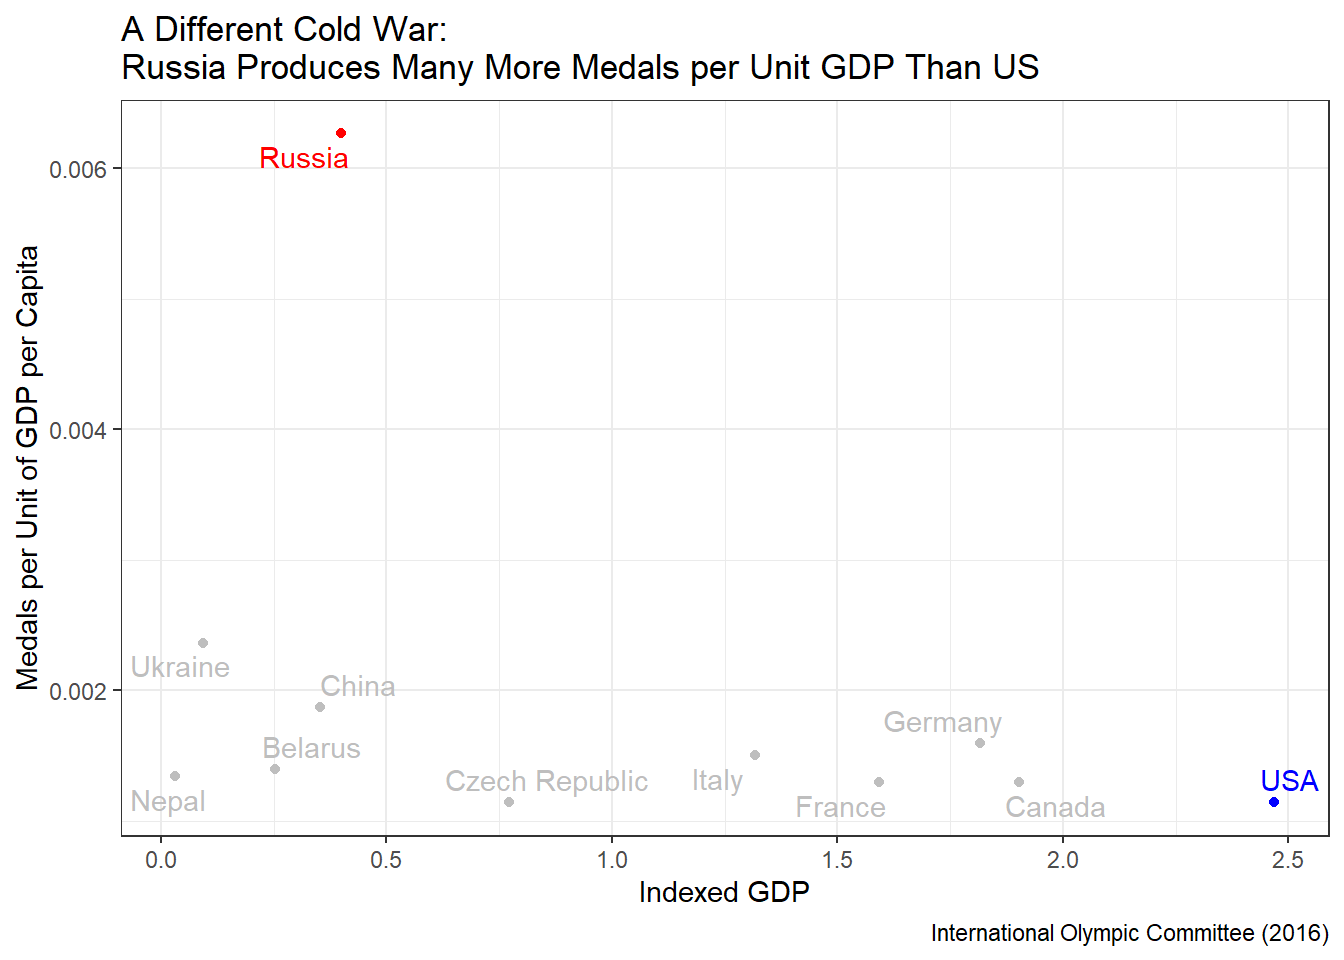 A Different Cold War:
Russia Produces Many More Medals per Unit GDP Than US
Medals per Unit of GDP per Capita
0.006
0.004
0.002
Russia
Ukraine
China
Belarus
Nepal
Czech Republic
Italy
Germany
France
Canada
USA
0.0 0.5 1.0 1.5 2.0 2.5
Indexed GDP
International Olympic Committee (2016)